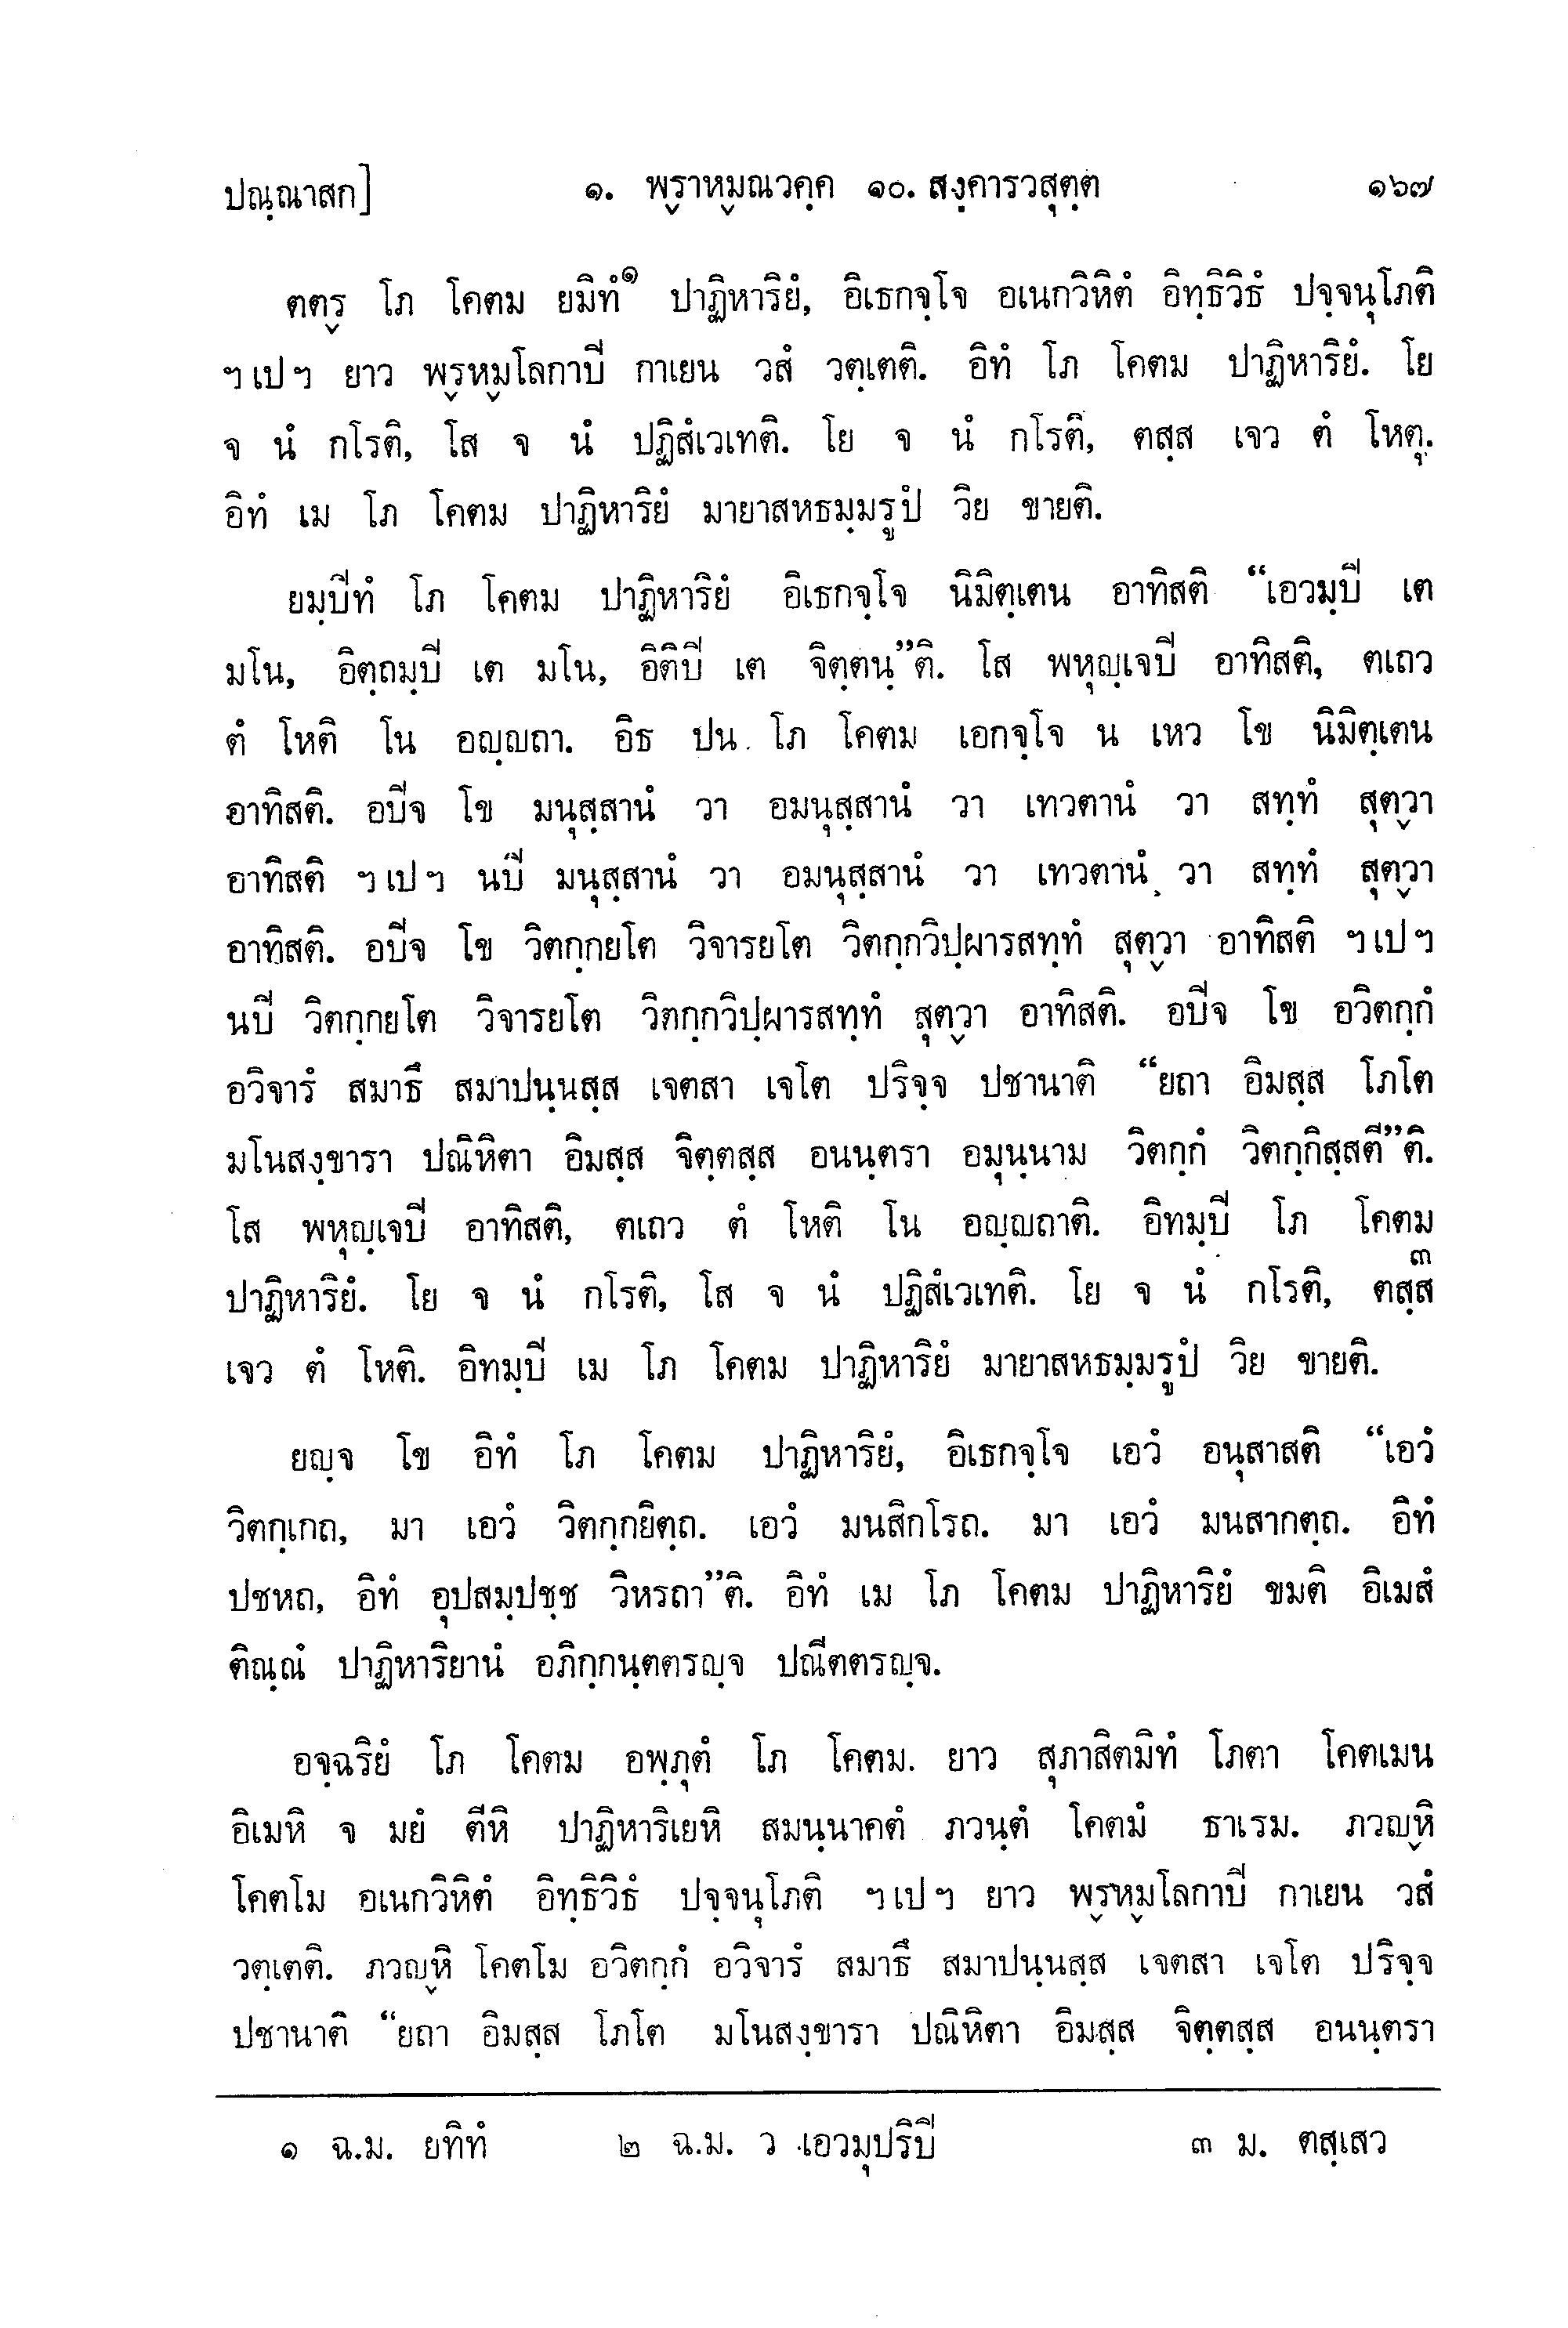 ปณฺณาสก] ๑. พฺราหฺมณวคฺค ๑๐. สงฺคารวสุตฺต ๑๖๗
ตตฺร โภ โคตม ยมิทํ๑ ปาฏิหาริยํ, อิเธกจฺโจ อเนกวิหิตํ อิทฺธิวิธํ ปจฺจนุโภติ
ฯ เป ฯ ยาว พฺรหฺมโลกาปิ กาเยน วสํ วตฺเตติ. อิทํ โภ โคตม ปาฏิหาริยํ. โย
จ นํ กโรติ, โส จ นํ ปฏิสํเวเทติ. โย จ นํ กโรติ, ตสฺส เจว ตํ โหตุ.
อิทํ เม โภ โคตม ปาฏิหาริยํ มายาสหธมฺมรูปํ วิย ขายติ.
ยมฺปิทํ โภ โคตม ปาฏิหาริยํ อิเธกจฺโจ นิมิตฺเตน อาทิสติ “เอวมฺปิ เต
มโน, อิตฺถมฺปิ เต มโน, อิติปิ เต จิตฺตนฺ”ติ. โส พหุญฺเจปิ อาทิสติ, ตเถว
ตํ โหติ โน อญฺญถา. อิธ ปน โภ โคตม เอกจฺโจ น เหว โข นิมิตฺเตน
อาทิสติ. อปิจ โข มนุสฺสานํ วา อมนุสฺสานํ วา เทวตานํ วา สทฺทํ สุตฺวา
อาทิสติ ฯ เป ฯ นปิ มนุสฺสานํ วา อมนุสฺสานํ วา เทวตานํ วา สทฺทํ สุตฺวา
อาทิสติ. อปิจ โข วิตกฺกยโต วิจารยโต วิตกฺกวิปฺผารสทฺทํ สุตฺวา อาทิสติ ฯ เป ฯ
นปิ วิตกฺกยโต วิจารยโต วิตกฺกวิปฺผารสทฺทํ สุตฺวา อาทิสติ. อปิจ โข อวิตกฺกํ
อวิจารํ สมาธึ สมาปนฺนสฺส เจตสา เจโต ปริจฺจ ปชานาติ “ยถา อิมสฺส โภโต
มโนสงฺขารา ปณิหิตา อิมสฺส จิตฺตสฺส อนนฺตรา อมุนฺนาม วิตกฺกํ วิตกฺกิสฺสตี”ติ.
โส พหุญฺเจปิ อาทิสติ, ตเถว ตํ โหติ โน อญฺญถาติ. อิทมฺปิ โภ โคตม
ปาฏิหาริยํ. โย จ นํ กโรติ, โส จ นํ ปฏิสํเวเทติ. โย จ นํ กโรติ, ตสฺส๓
เจว ตํ โหติ. อิทมฺปิ เม โภ โคตม ปาฏิหาริยํ มายาสหธมฺมรูปํ วิย ขายติ.
ยญฺจ โข อิทํ โภ โคตม ปาฏิหาริยํ, อิเธกจฺโจ เอวํ อนุสาสติ “เอวํ
วิตกฺเกถ, มา เอวํ วิตกฺกยิตฺถ. เอวํ มนสิกโรถ. มา เอวํ มนสากตฺถ. อิทํ
ปชหถ, อิทํ อุปสมฺปชฺช วิหรถา”ติ. อิทํ เม โภ โคตม ปาฏิหาริยํ ขมติ อิเมสํ
ติณฺณํ ปาฏิหาริยานํ อภิกฺกนฺตตรญฺจ ปณีตตรญฺจ.
อจฺฉริยํ โภ โคตม อพฺภุตํ โภ โคตม. ยาว สุภาสิตมิทํ โภตา โคตเมน
อิเมหิ จ มยํ ตีหิ ปาฏิหาริเยหิ สมนฺนาคตํ ภวนฺตํ โคตมํ ธาเรม. ภวญฺหิ
โคตโม อเนกวิหิตํ อิทฺธิวิธํ ปจฺจนุโภติ ฯ เป ฯ ยาว พฺรหฺมโลกาปิ กาเยน วสํ
วตฺเตติ. ภวญฺหิ โคตโม อวิตกฺกํ อวิจารํ สมาธึ สมาปนฺนสฺส เจตสา เจโต ปริจฺจ
ปชานาติ “ยถา อิมสฺส โภโต มโนสงฺขารา ปณิหิตา อิมสฺส จิตฺตสฺส อนนฺตรา
๑ ฉ.ม. ยทิทํ ๒ ฉ.ม. ว เอวมุปริปิ ๓ ม. ตสฺเสว